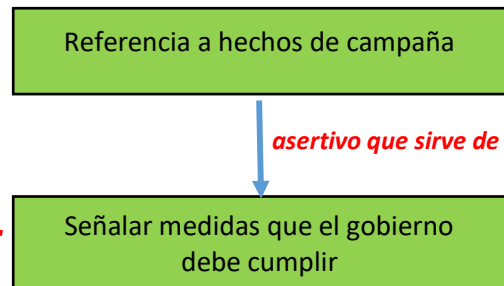 Referencia a hechos de campaña
asertivo que sirve de
Señalar medidas que el gobierno
debe cumplir